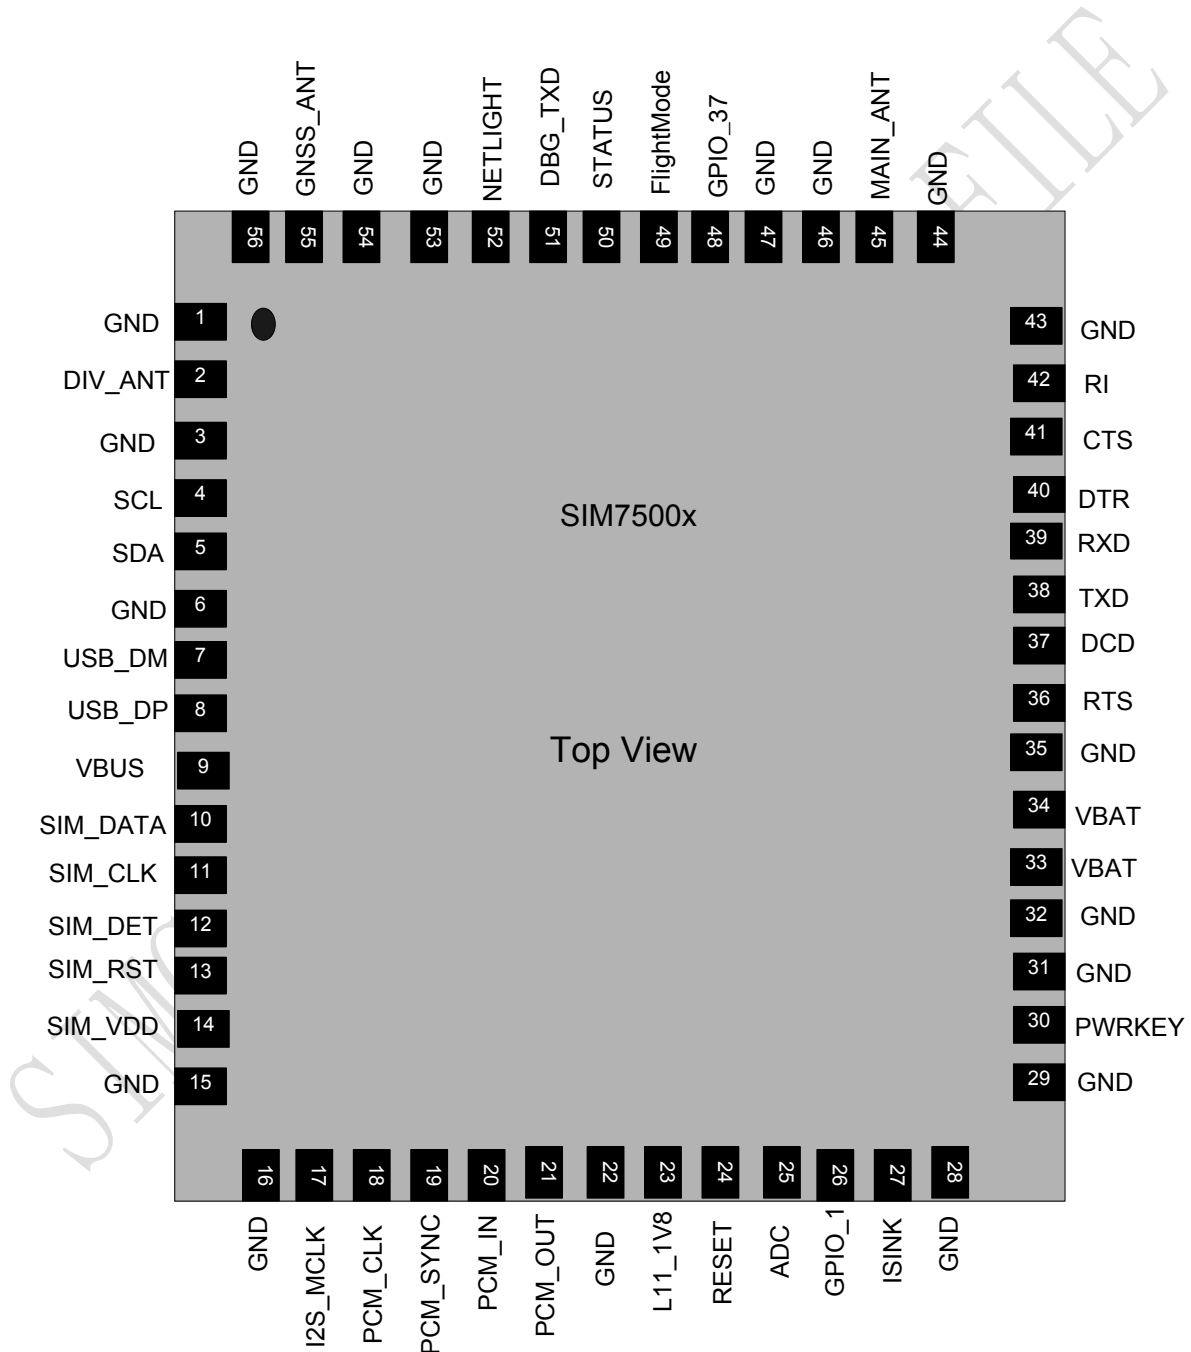 GND
GNSS_ANT
GND
GND
NETLIGHT
DBG_TXD
STATUS
FlightMode
GPIO_37
GND
GND
MAIN_ANT
GND
56
55
54
53
52
51
50
49
48
47
46
45
44
GND 1
DIV_ANT 2
GND 3
SCL 4
SDA 5
GND 6
USB_DM 7
USB_DP 8
VBUS 9
SIM_DATA 10
SIM_CLK 11
SIM_DET 12
SIM_RST 13
SIM_VDD 14
GND 15
SIM7500x
Top View
43 GND
42 RI
41 CTS
40 DTR
39 RXD
38 TXD
37 DCD
36 RTS
35 GND
34 VBAT
33 VBAT
32 GND
31 GND
30 PWRKEY
29 GND
16
17
18
19
20
21
22
23
24
25
26
27
28
GND
I2S_MCLK
PCM_CLK
PCM_SYNC
PCM_IN
PCM_OUT
GND
L11_1V8
RESET
ADC
GPIO_1
ISINK
GND